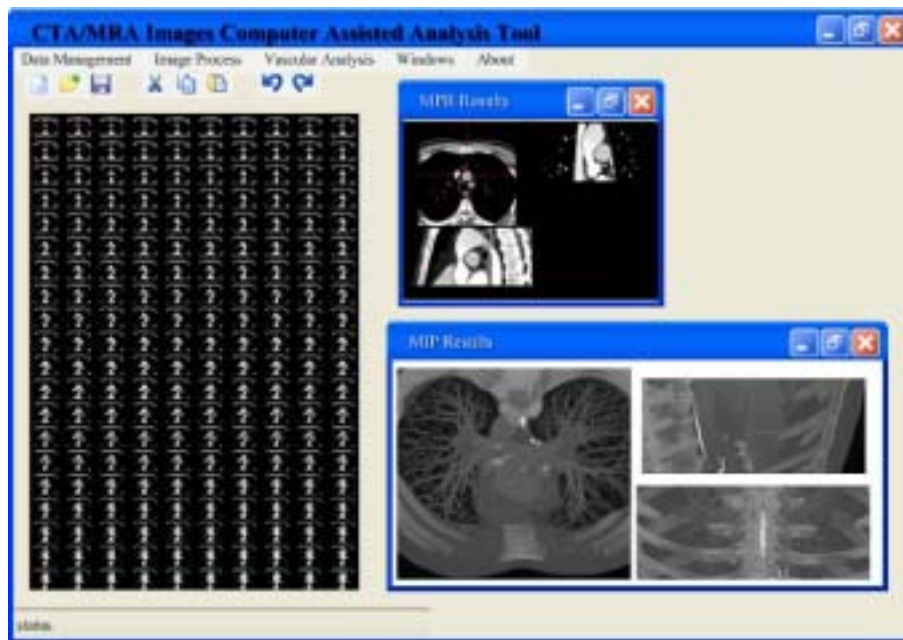 CTA/MRA Images Computer Assisted Analysis Tool
Data Management Image Process Vascular Analysis Windows About
MPR Results
MIP Results
status